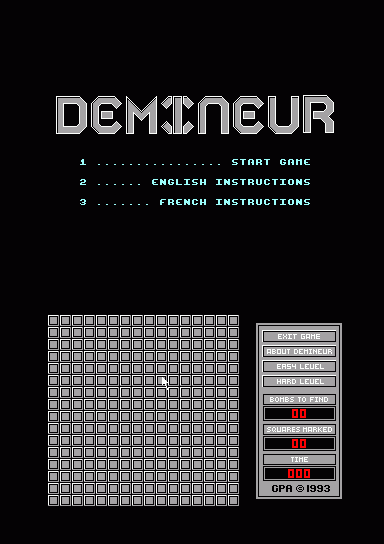 DEMINEUR
1 ................ START GAME
2 ...... ENGLISH INSTRUCTIONS
3 ....... FRENCH INSTRUCTIONS
EXIT GAME
ABOUT DEMINEUR
EASY LEVEL
HARD LEVEL
BOMBS TO FIND
00
SQUARES MARKED
00
TIME
000
GPA © 1993